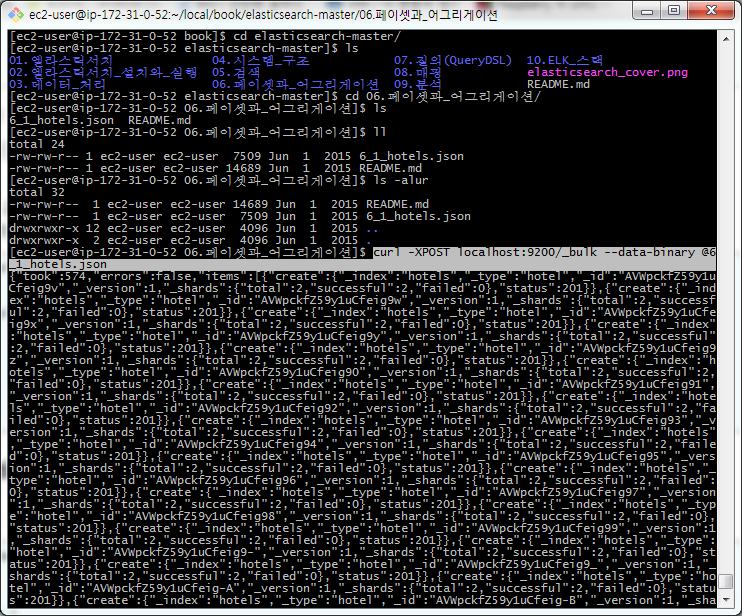 ec2-user@ip-172-31-0-52:~/local/book/elasticsearch-master/06.페이셋과_어그리게이션
[ec2-user@ip-172-31-0-52 book]$ cd elasticsearch-master/
[ec2-user@ip-172-31-0-52 elasticsearch-master]$ ls
01.엘라스틱서치 04.시스템_구조 07.질의(QueryDSL) 10.ELK_스택
02.엘라스틱서치_설치와_실행 05.검색 08.매핑 elasticsearch_cover.png
03.데이터_처리 06.페이셋과_어그리게이션 09.분석 README.md
[ec2-user@ip-172-31-0-52 elasticsearch-master]$ cd 06.페이셋과_어그리게이션/
[ec2-user@ip-172-31-0-52 06.페이셋과_어그리게이션]$ ls
6_1_hotels.json README.md
[ec2-user@ip-172-31-0-52 06.페이셋과_어그리게이션]$ ll
total 24
-rw-rw-r-- 1 ec2-user ec2-user 7509 Jun 1 2015 6_1_hotels.json
-rw-rw-r-- 1 ec2-user ec2-user 14689 Jun 1 2015 README.md
[ec2-user@ip-172-31-0-52 06.페이셋과_어그리게이션]$ ls -alur
total 32
-rw-rw-r-- 1 ec2-user ec2-user 14689 Jun 1 2015 README.md
-rw-rw-r-- 1 ec2-user ec2-user 7509 Jun 1 2015 6_1_hotels.json
drwxrwxr-x 12 ec2-user ec2-user 4096 Jun 1 2015 ..
drwxrwxr-x 2 ec2-user ec2-user 4096 Jun 1 2015 .
[ec2-user@ip-172-31-0-52 06.페이셋과_어그리게이션]$ curl -XPOST localhost:9200/_bulk --data-binary @6
_1_hotels.json
{"took":574,"errors":false,"items":[{"create":{"_index":"hotels","_type":"hotel","_id":"AVWpckfZ59y1u
Cfeig9v","_version":1,"_shards":{"total":2,"successful":2,"failed":0},"status":201}},{"create":{"_ind
ex":"hotels","_type":"hotel","_id":"AVWpckfZ59y1uCfeig9w","_version":1,"_shards":{"total":2,"successf
ul":2,"failed":0},"status":201}},{"create":{"_index":"hotels","_type":"hotel","_id":"AVWpckfZ59y1uCfe
ig9x","_version":1,"_shards":{"total":2,"successful":2,"failed":0},"status":201}},{"create":{"_index"
:"hotels","_type":"hotel","_id":"AVWpckfZ59y1uCfeig9y","_version":1,"_shards":{"total":2,"successful"
:2,"failed":0},"status":201}},{"create":{"_index":"hotels","_type":"hotel","_id":"AVWpckfZ59y1uCfeig9
z","_version":1,"_shards":{"total":2,"successful":2,"failed":0},"status":201}},{"create":{"_index":"h
otels","_type":"hotel","_id":"AVWpckfZ59y1uCfeig90","_version":1,"_shards":{"total":2,"successful":2,
"failed":0},"status":201}},{"create":{"_index":"hotels","_type":"hotel","_id":"AVWpckfZ59y1uCfeig91",
"_version":1,"_shards":{"total":2,"successful":2,"failed":0},"status":201}},{"create":{"_index":"hote
ls","_type":"hotel","_id":"AVWpckfZ59y1uCfeig92","_version":1,"_shards":{"total":2,"successful":2,"fa
iled":0},"status":201}},{"create":{"_index":"hotels","_type":"hotel","_id":"AVWpckfZ59y1uCfeig93","_v
ersion":1,"_shards":{"total":2,"successful":2,"failed":0},"status":201}},{"create":{"_index":"hotels"
,"_type":"hotel","_id":"AVWpckfZ59y1uCfeig94","_version":1,"_shards":{"total":2,"successful":2,"faile
d":0},"status":201}},{"create":{"_index":"hotels","_type":"hotel","_id":"AVWpckfZ59y1uCfeig95","_vers
ion":1,"_shards":{"total":2,"successful":2,"failed":0},"status":201}},{"create":{"_index":"hotels","_
type":"hotel","_id":"AVWpckfZ59y1uCfeig96","_version":1,"_shards":{"total":2,"successful":2,"failed":
0},"status":201}},{"create":{"_index":"hotels","_type":"hotel","_id":"AVWpckfZ59y1uCfeig97","_version
":1,"_shards":{"total":2,"successful":2,"failed":0},"status":201}},{"create":{"_index":"hotels","_typ
e":"hotel","_id":"AVWpckfZ59y1uCfeig98","_version":1,"_shards":{"total":2,"successful":2,"failed":0},
"status":201}},{"create":{"_index":"hotels","_type":"hotel","_id":"AVWpckfZ59y1uCfeig99","_version":1
,"_shards":{"total":2,"successful":2,"failed":0},"status":201}},{"create":{"_index":"hotels","_type":
"hotel","_id":"AVWpckfZ59y1uCfeig9-","_version":1,"_shards":{"total":2,"successful":2,"failed":0},"st
atus":201}},{"create":{"_index":"hotels","_type":"hotel","_id":"AVWpckfZ59y1uCfeig9_","_version":1,"_
shards":{"total":2,"successful":2,"failed":0},"status":201}},{"create":{"_index":"hotels","_type":"ho
tel","_id":"AVWpckfZ59y1uCfeig-A","_version":1,"_shards":{"total":2,"successful":2,"failed":0},"statu
s":201}},{"create":{"_index":"hotels","_type":"hotel","_id":"AVWpckfZ59y1uCfeig-B","_version":1,"_sha